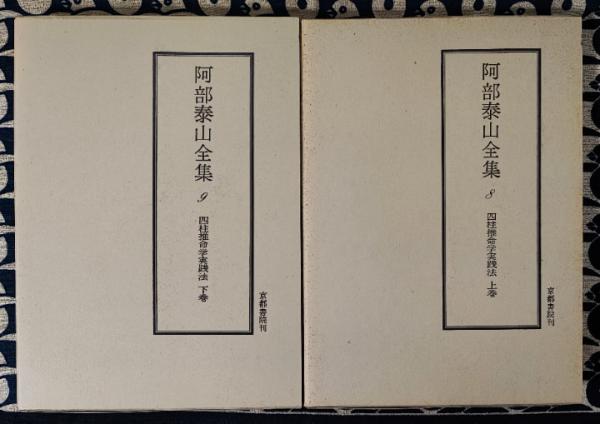 阿部泰山全集 9
四柱推命学実践法 下巻
京都書院刊
阿部泰山全集 8
四柱推命学実践法 上巻
京都書院刊